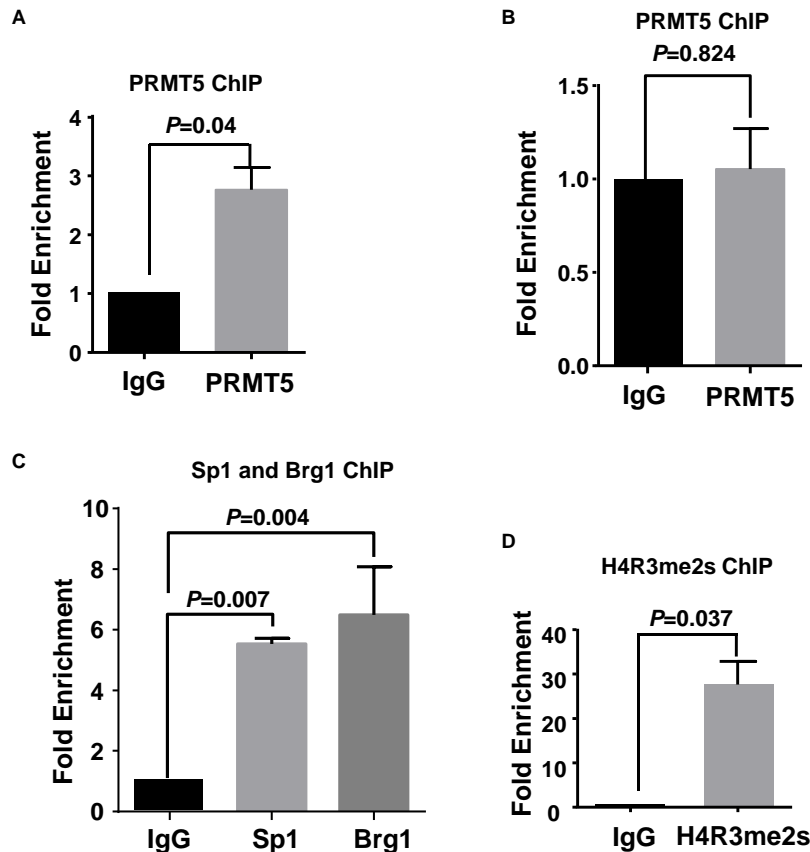 A
PRMT5 ChIP
P=0.04
Fold Enrichment
4
3
2
1
0
IgG PRMT5
B
PRMT5 ChIP
P=0.824
Fold Enrichment
1.5
1.0
0.5
0.0
IgG PRMT5
C
Sp1 and Brg1 ChIP
P=0.004
P=0.007
Fold Enrichment
10
8
6
4
2
0
IgG Sp1 Brg1
D
H4R3me2s ChIP
P=0.037
Fold Enrichment
40
30
20
10
0
IgG H4R3me2s